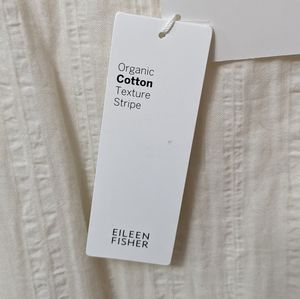 Organic
Cotton
Texture
Stripe
EILEEN
FISHER